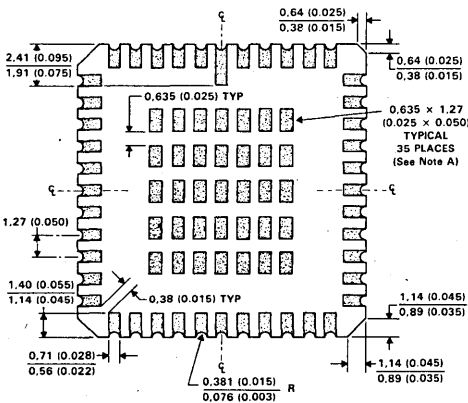 ℄
0,64 (0.025)
0,38 (0.015)
2,41 (0.095)
1,91 (0.075)
0,64 (0.025)
0,38 (0.015)
0,635 (0.025) TYP
0,635 × 1.27
(0.025 × 0.050)
TYPICAL
35 PLACES
(See Note A)
℄
℄
1,27 (0.050)
1,40 (0.055)
1,14 (0.045)
0,38 (0.015) TYP
1,14 (0.045)
0,89 (0.035)
0,71 (0.028)
0,56 (0.022)
0,381 (0.015)
0,076 (0.003)
R
℄
1,14 (0.045)
0,89 (0.035)